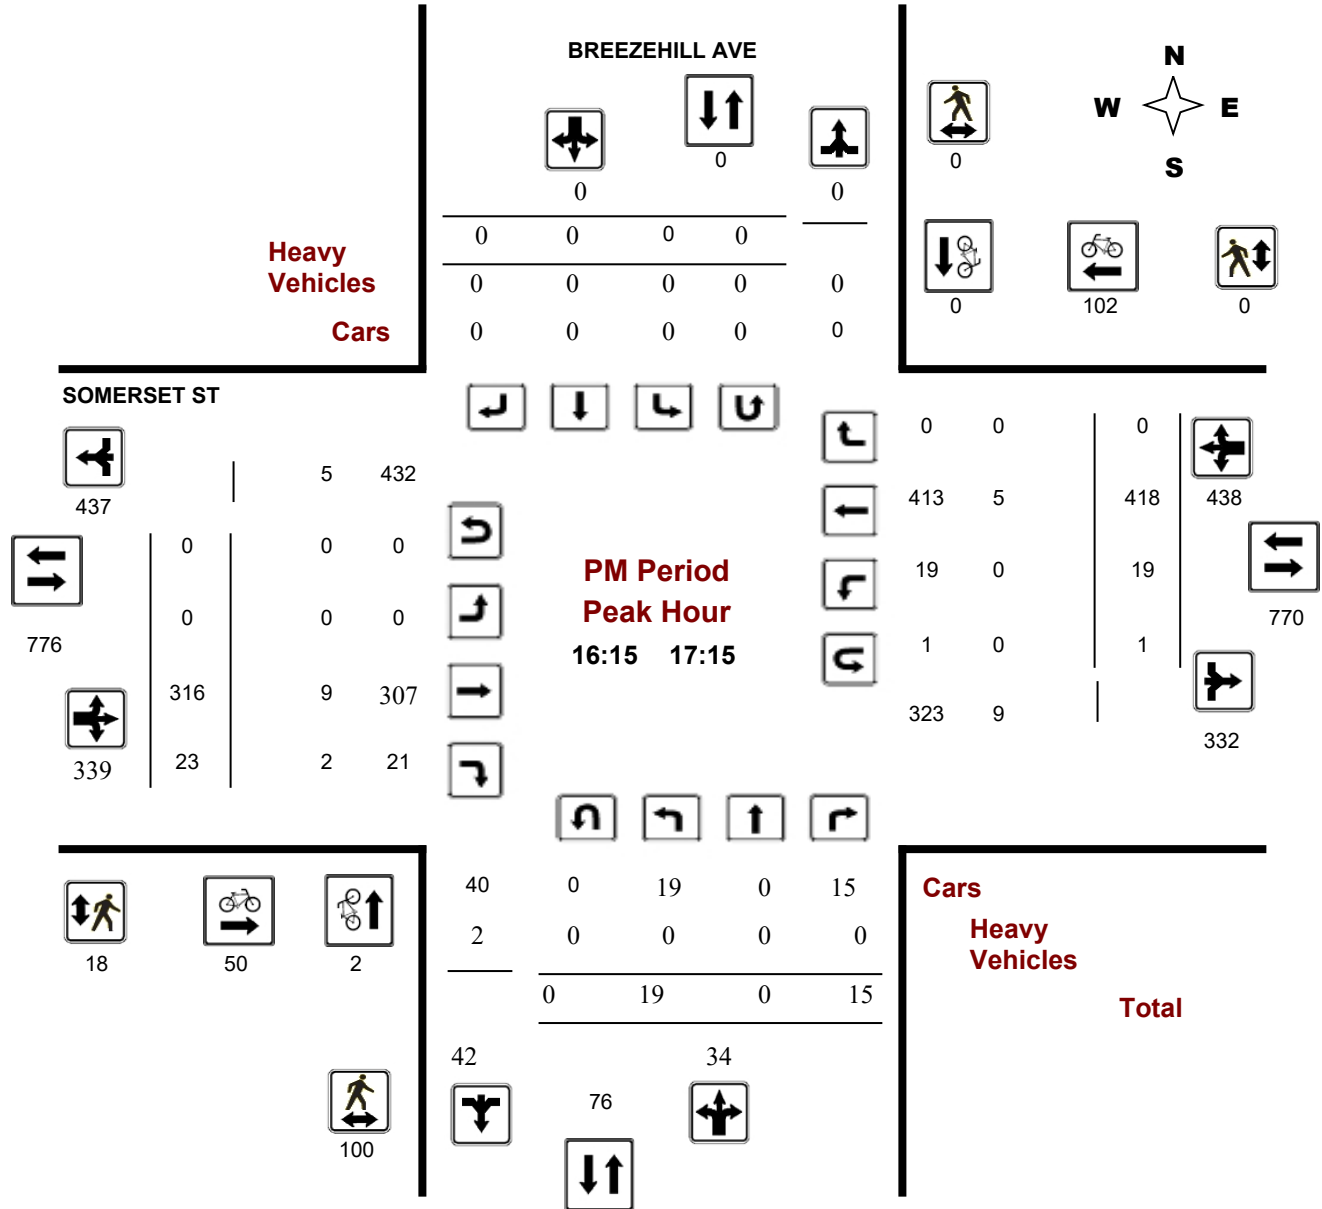 BREEZEHILL AVE
N
W E
S
0
0
0 0
0
0 0 0 0
Heavy
Vehicles
0 0 0 0 0
Cars
0 0 0 0 0
0 102 0
SOMERSET ST
437
5 432
0 0 0
0 0 0
776
316 9 307
339
23 2 21
PM Period
Peak Hour
16:15 17:15
0 0 0
413 5 418 438
19 0 19
770
1 0 1
323 9
332
18 50 2
100
40 0 19 0 15
2 0 0 0 0
0 19 0 15
42 34
76
Cars
Heavy
Vehicles
Total